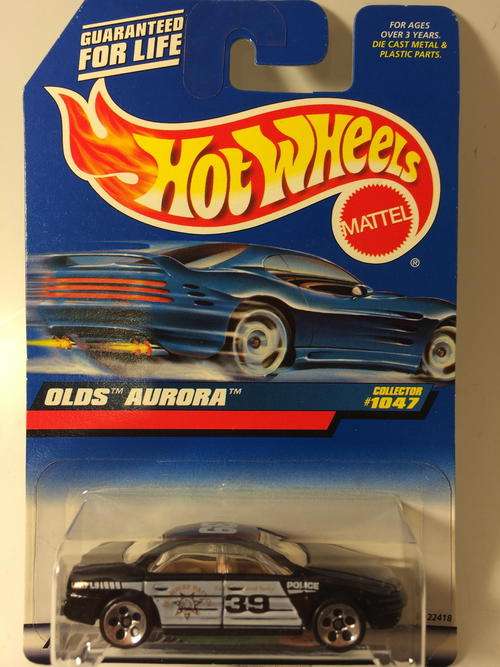 GUARANTEED
FOR LIFE
FOR AGES
OVER 3 YEARS.
DIE CAST METAL &
PLASTIC PARTS.
HOT WHEELS
MATTEL
®
OLDS™ AURORA™
COLLECTOR
#1047
POLICE
39
39
22418